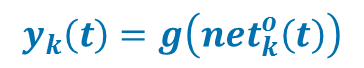 y_k(t) = g(net_k^o(t))